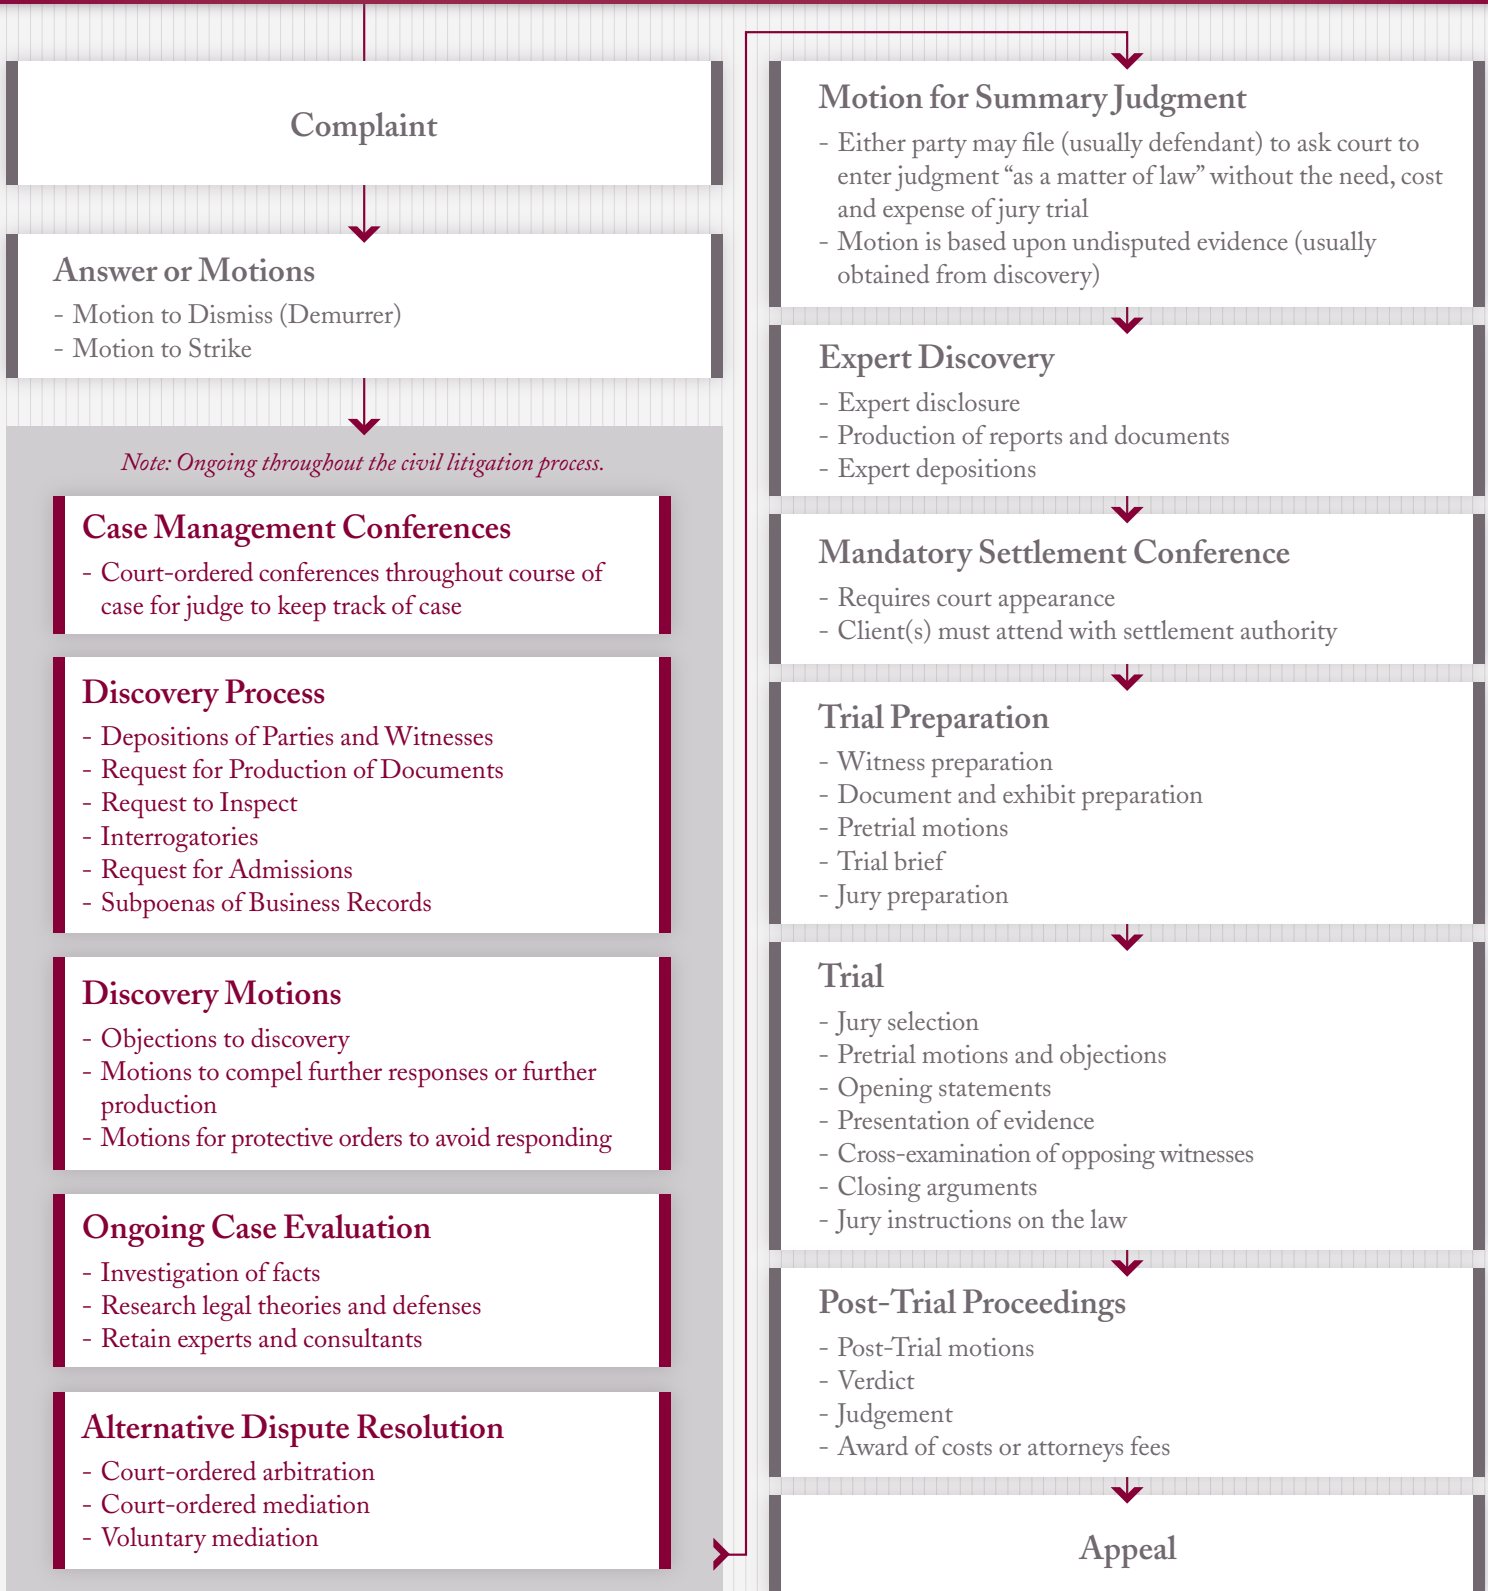 Complaint
Answer or Motions
- Motion to Dismiss (Demurrer)
- Motion to Strike
Note: Ongoing throughout the civil litigation process.
Case Management Conferences
- Court-ordered conferences throughout course of
case for judge to keep track of case
Discovery Process
- Depositions of Parties and Witnesses
- Request for Production of Documents
- Request to Inspect
- Interrogatories
- Request for Admissions
- Subpoenas of Business Records
Discovery Motions
- Objections to discovery
- Motions to compel further responses or further
production
- Motions for protective orders to avoid responding
Ongoing Case Evaluation
- Investigation of facts
- Research legal theories and defenses
- Retain experts and consultants
Alternative Dispute Resolution
- Court-ordered arbitration
- Court-ordered mediation
- Voluntary mediation
Motion for Summary Judgment
- Either party may file (usually defendant) to ask court to
enter judgment “as a matter of law” without the need, cost
and expense of jury trial
- Motion is based upon undisputed evidence (usually
obtained from discovery)
Expert Discovery
- Expert disclosure
- Production of reports and documents
- Expert depositions
Mandatory Settlement Conference
- Requires court appearance
- Client(s) must attend with settlement authority
Trial Preparation
- Witness preparation
- Document and exhibit preparation
- Pretrial motions
- Trial brief
- Jury preparation
Trial
- Jury selection
- Pretrial motions and objections
- Opening statements
- Presentation of evidence
- Cross-examination of opposing witnesses
- Closing arguments
- Jury instructions on the law
Post-Trial Proceedings
- Post-Trial motions
- Verdict
- Judgement
- Award of costs or attorneys fees
Appeal